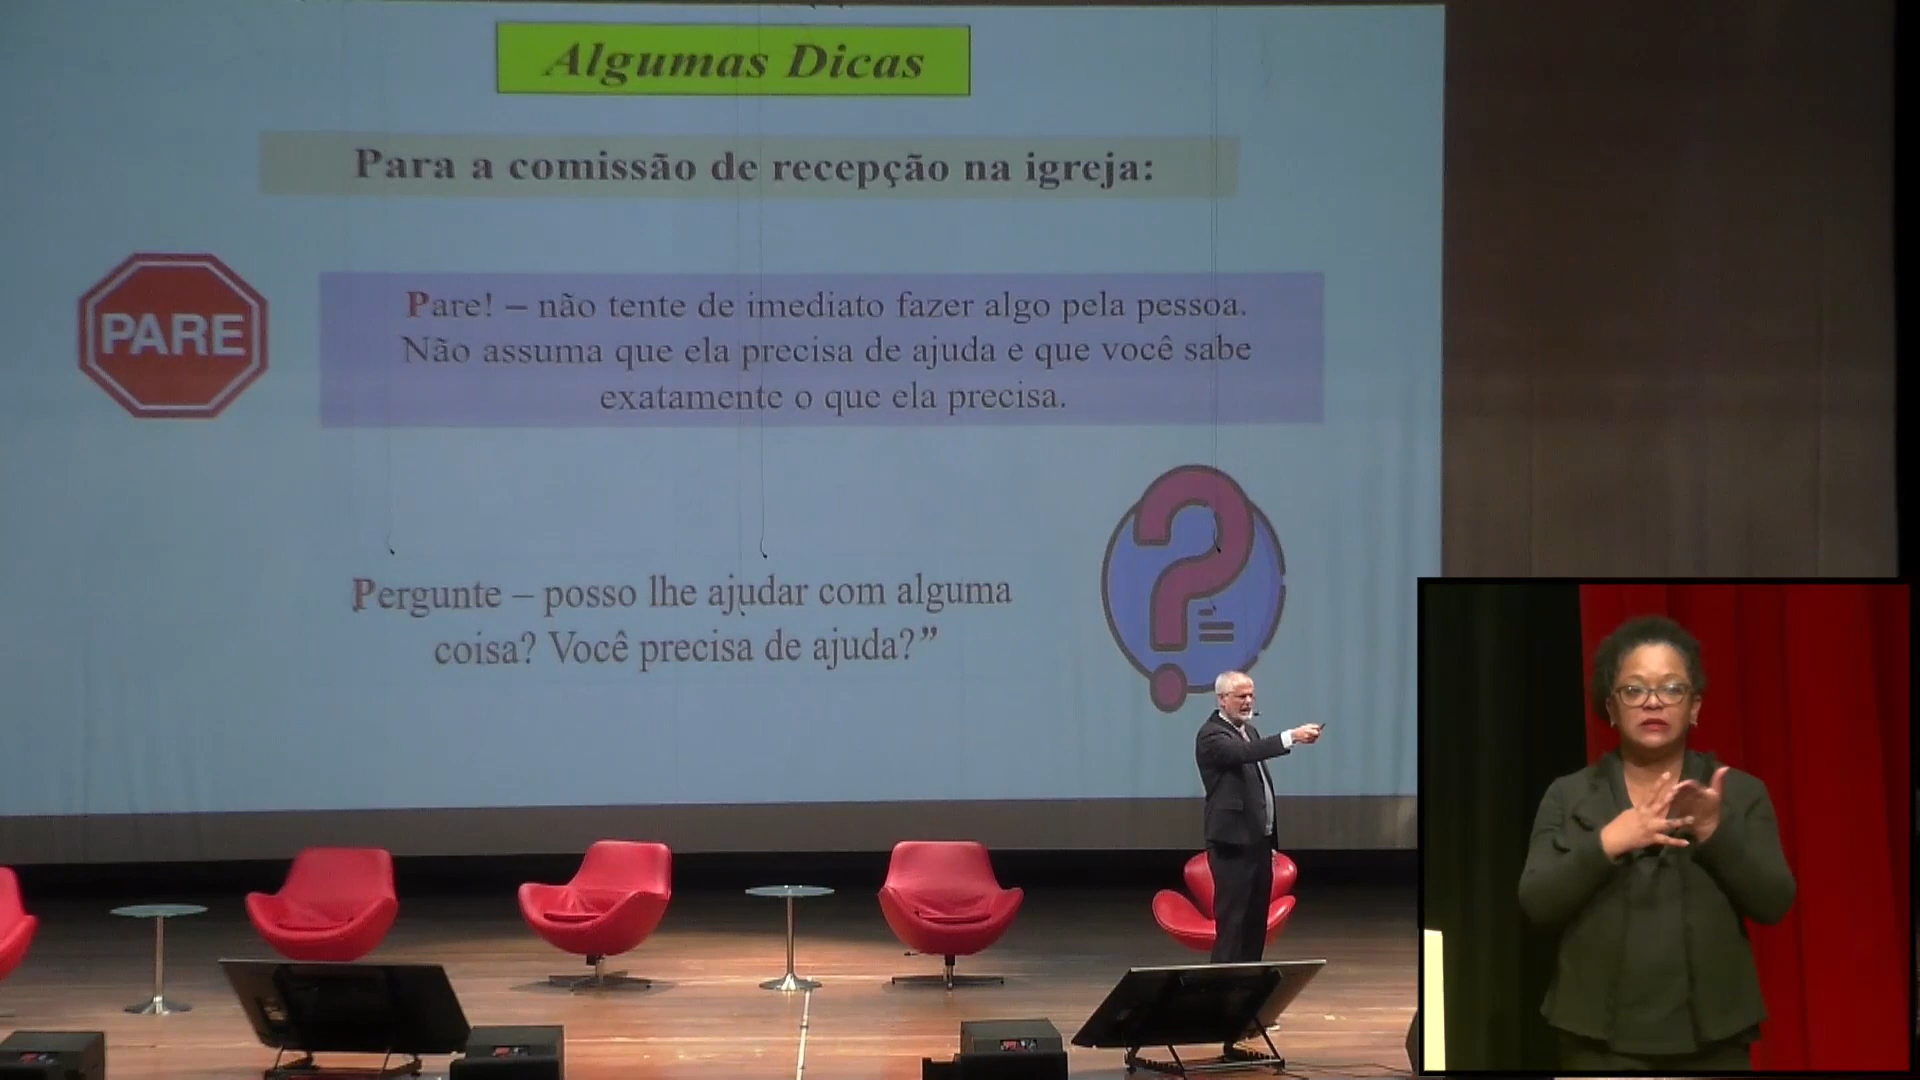 Algumas Dicas
Para a comissão de recepção na igreja:
PARE
Pare! – não tente de imediato fazer algo pela pessoa.
Não assuma que ela precisa de ajuda e que você sabe
exatamente o que ela precisa.
Pergunte – posso lhe ajudar com alguma
coisa? Você precisa de ajuda?”